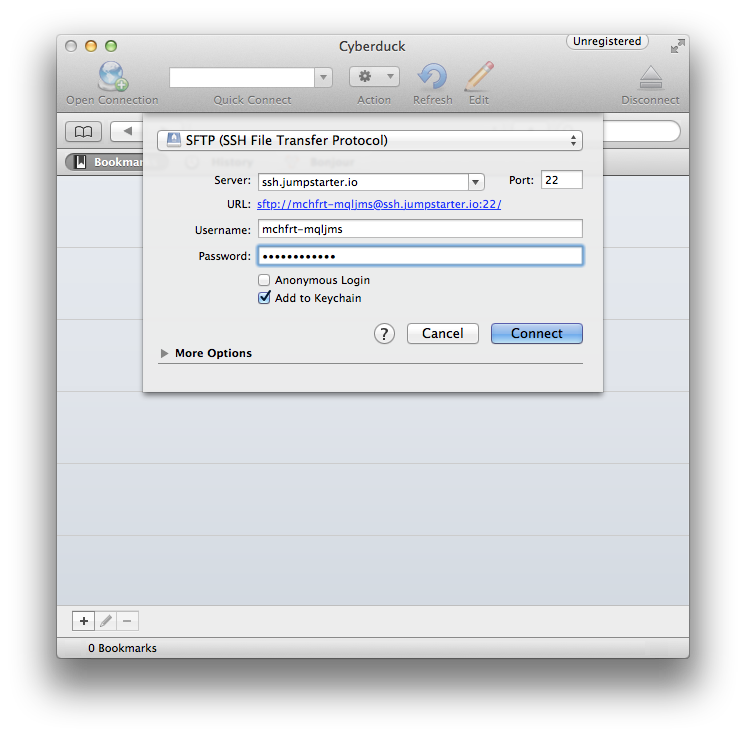 Cyberduck
Unregistered
Open Connection
Quick Connect
Action
Refresh
Edit
Disconnect
SFTP (SSH File Transfer Protocol)
Bookmar
History
Bonjour
Server: ssh.jumpstarter.io Port: 22
URL: sftp://mchfrt-mqljms@ssh.jumpstarter.io:22/
Username: mchfrt-mqljms
Password: ••••••••••••
Anonymous Login
Add to Keychain
? Cancel Connect
More Options
+ −
0 Bookmarks